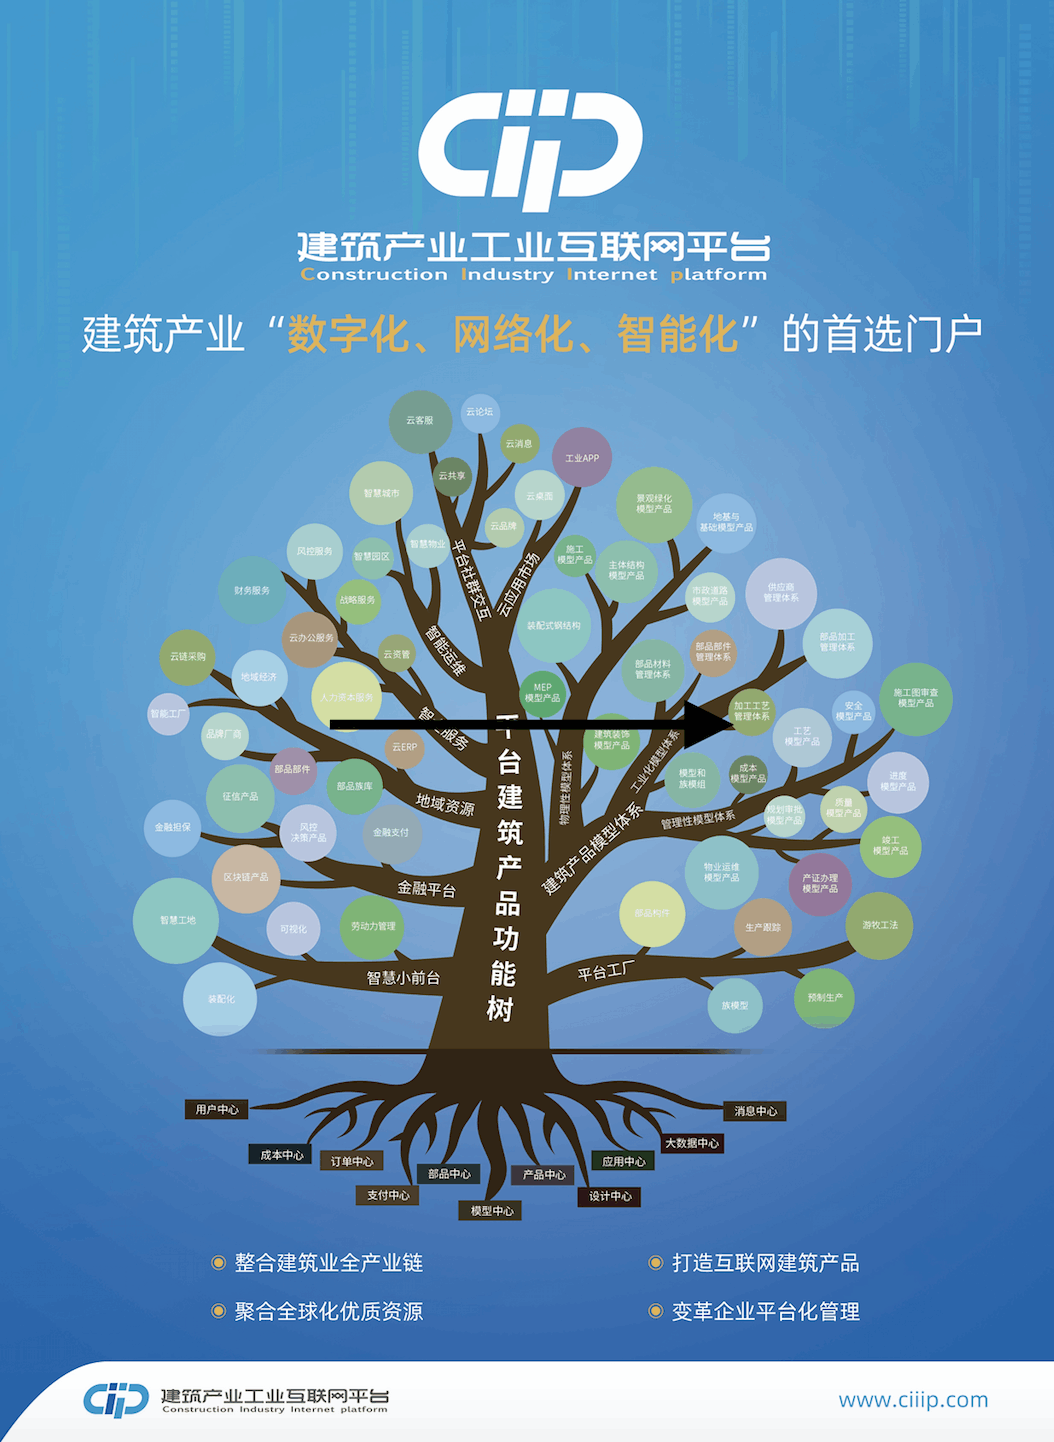 ciip
建筑产业工业互联网平台
Construction Industry Internet platform
建筑产业“数字化、网络化、智能化”的首选门户
云客服
云论坛
云消息
工业APP
云共享
智慧城市
云桌面
景观绿化
模型产品
云品牌
地基与
基础模型产品
风控服务
智慧园区
智慧物业
施工
模型产品
主体结构
模型产品
平台社群交互
云应用市场
财务服务
战略服务
市政道路
模型产品
供应商
管理体系
云办公服务
智能运维
装配式钢结构
部品加工
管理体系
云链采购
云资管
部品部件
管理体系
地域经济
部品材料
管理体系
人力资本服务
MEP
模型产品
施工图审查
模型产品
智能工厂
加工工艺
管理体系
安全
模型产品
品牌厂商
服务
云ERP
建筑装饰
模型产品
工艺
模型产品
部品部件
部品族库
物理性模型体系
工业化模型体系
模型和
族模组
成本
模型产品
进度
模型产品
征信产品
地域资源
规划审批
模型产品
质量
模型产品
金融担保
风控
决策产品
金融支付
管理性模型体系
竣工
模型产品
建筑产品模型体系
区块链产品
金融平台
物业运维
模型产品
产证办理
模型产品
智慧工地
可视化
劳动力管理
部品构件
生产跟踪
游牧工法
智慧小前台
平台工厂
装配化
族模型
预制生产
平台建筑产品功能树
用户中心
消息中心
成本中心
订单中心
大数据中心
部品中心
产品中心
应用中心
支付中心
设计中心
模型中心
整合建筑业全产业链
打造互联网建筑产品
聚合全球化优质资源
变革企业平台化管理
ciip
建筑产业工业互联网平台
Construction Industry Internet platform
www.ciiip.com